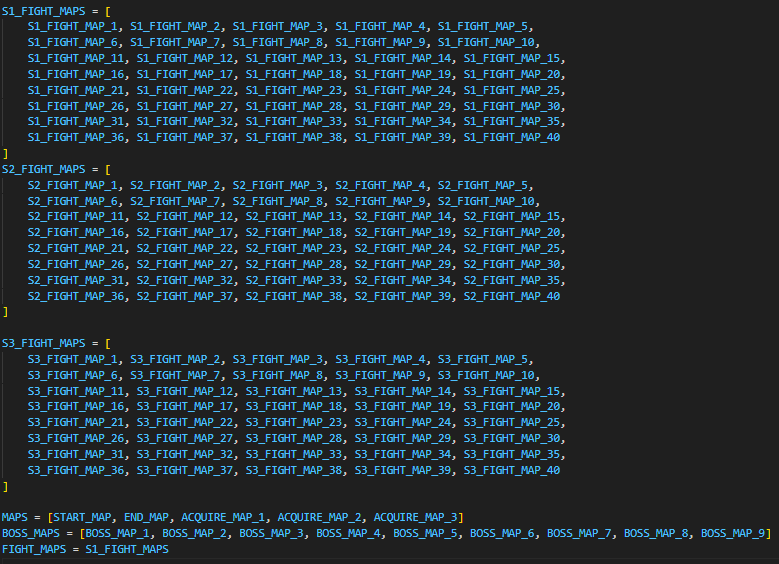 S1_FIGHT_MAPS = [
S1_FIGHT_MAP_1, S1_FIGHT_MAP_2, S1_FIGHT_MAP_3, S1_FIGHT_MAP_4, S1_FIGHT_MAP_5,
S1_FIGHT_MAP_6, S1_FIGHT_MAP_7, S1_FIGHT_MAP_8, S1_FIGHT_MAP_9, S1_FIGHT_MAP_10,
S1_FIGHT_MAP_11, S1_FIGHT_MAP_12, S1_FIGHT_MAP_13, S1_FIGHT_MAP_14, S1_FIGHT_MAP_15,
S1_FIGHT_MAP_16, S1_FIGHT_MAP_17, S1_FIGHT_MAP_18, S1_FIGHT_MAP_19, S1_FIGHT_MAP_20,
S1_FIGHT_MAP_21, S1_FIGHT_MAP_22, S1_FIGHT_MAP_23, S1_FIGHT_MAP_24, S1_FIGHT_MAP_25,
S1_FIGHT_MAP_26, S1_FIGHT_MAP_27, S1_FIGHT_MAP_28, S1_FIGHT_MAP_29, S1_FIGHT_MAP_30,
S1_FIGHT_MAP_31, S1_FIGHT_MAP_32, S1_FIGHT_MAP_33, S1_FIGHT_MAP_34, S1_FIGHT_MAP_35,
S1_FIGHT_MAP_36, S1_FIGHT_MAP_37, S1_FIGHT_MAP_38, S1_FIGHT_MAP_39, S1_FIGHT_MAP_40
]
S2_FIGHT_MAPS = [
S2_FIGHT_MAP_1, S2_FIGHT_MAP_2, S2_FIGHT_MAP_3, S2_FIGHT_MAP_4, S2_FIGHT_MAP_5,
S2_FIGHT_MAP_6, S2_FIGHT_MAP_7, S2_FIGHT_MAP_8, S2_FIGHT_MAP_9, S2_FIGHT_MAP_10,
S2_FIGHT_MAP_11, S2_FIGHT_MAP_12, S2_FIGHT_MAP_13, S2_FIGHT_MAP_14, S2_FIGHT_MAP_15,
S2_FIGHT_MAP_16, S2_FIGHT_MAP_17, S2_FIGHT_MAP_18, S2_FIGHT_MAP_19, S2_FIGHT_MAP_20,
S2_FIGHT_MAP_21, S2_FIGHT_MAP_22, S2_FIGHT_MAP_23, S2_FIGHT_MAP_24, S2_FIGHT_MAP_25,
S2_FIGHT_MAP_26, S2_FIGHT_MAP_27, S2_FIGHT_MAP_28, S2_FIGHT_MAP_29, S2_FIGHT_MAP_30,
S2_FIGHT_MAP_31, S2_FIGHT_MAP_32, S2_FIGHT_MAP_33, S2_FIGHT_MAP_34, S2_FIGHT_MAP_35,
S2_FIGHT_MAP_36, S2_FIGHT_MAP_37, S2_FIGHT_MAP_38, S2_FIGHT_MAP_39, S2_FIGHT_MAP_40
]
S3_FIGHT_MAPS = [
S3_FIGHT_MAP_1, S3_FIGHT_MAP_2, S3_FIGHT_MAP_3, S3_FIGHT_MAP_4, S3_FIGHT_MAP_5,
S3_FIGHT_MAP_6, S3_FIGHT_MAP_7, S3_FIGHT_MAP_8, S3_FIGHT_MAP_9, S3_FIGHT_MAP_10,
S3_FIGHT_MAP_11, S3_FIGHT_MAP_12, S3_FIGHT_MAP_13, S3_FIGHT_MAP_14, S3_FIGHT_MAP_15,
S3_FIGHT_MAP_16, S3_FIGHT_MAP_17, S3_FIGHT_MAP_18, S3_FIGHT_MAP_19, S3_FIGHT_MAP_20,
S3_FIGHT_MAP_21, S3_FIGHT_MAP_22, S3_FIGHT_MAP_23, S3_FIGHT_MAP_24, S3_FIGHT_MAP_25,
S3_FIGHT_MAP_26, S3_FIGHT_MAP_27, S3_FIGHT_MAP_28, S3_FIGHT_MAP_29, S3_FIGHT_MAP_30,
S3_FIGHT_MAP_31, S3_FIGHT_MAP_32, S3_FIGHT_MAP_33, S3_FIGHT_MAP_34, S3_FIGHT_MAP_35,
S3_FIGHT_MAP_36, S3_FIGHT_MAP_37, S3_FIGHT_MAP_38, S3_FIGHT_MAP_39, S3_FIGHT_MAP_40
]
MAPS = [START_MAP, END_MAP, ACQUIRE_MAP_1, ACQUIRE_MAP_2, ACQUIRE_MAP_3]
BOSS_MAPS = [BOSS_MAP_1, BOSS_MAP_2, BOSS_MAP_3, BOSS_MAP_4, BOSS_MAP_5, BOSS_MAP_6, BOSS_MAP_7, BOSS_MAP_8, BOSS_MAP_9]
FIGHT_MAPS = S1_FIGHT_MAPS